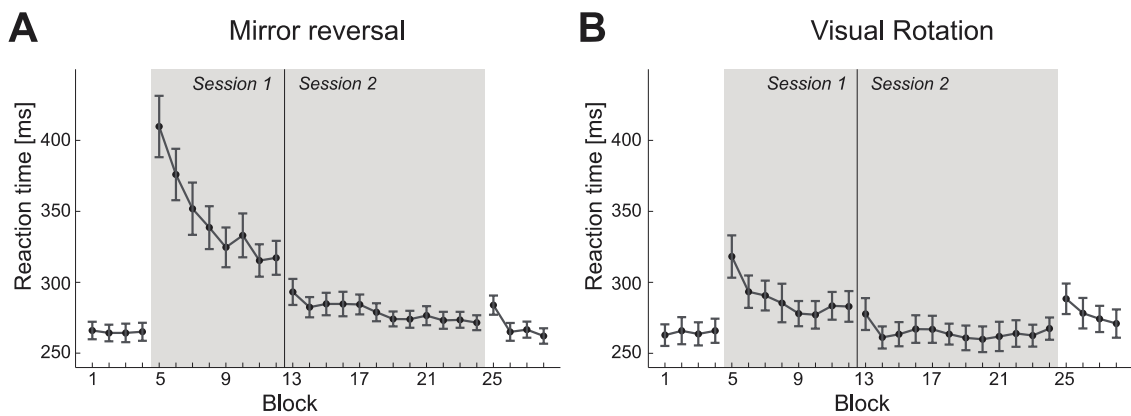 A
Mirror reversal
Session 1
Session 2
Reaction time [ms]
400
350
300
250
1
5
9
13
17
21
25
Block
B
Visual Rotation
Session 1
Session 2
Reaction time [ms]
400
350
300
250
1
5
9
13
17
21
25
Block